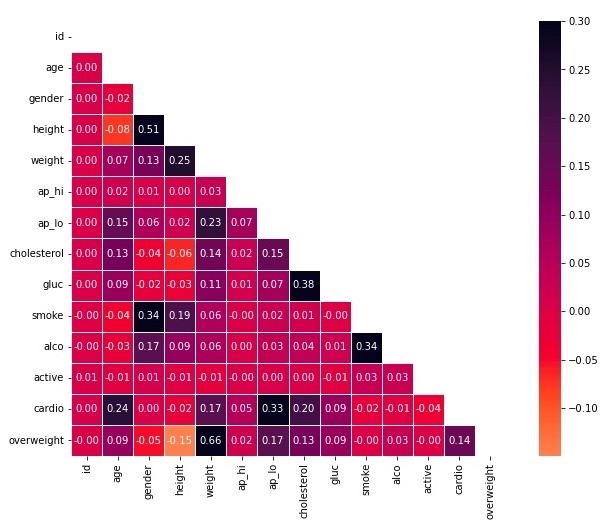 id
age 0.00
gender 0.00 -0.02
height 0.00 -0.08 0.51
weight 0.00 0.07 0.13 0.25
ap_hi 0.00 0.02 0.01 0.00 0.03
ap_lo 0.00 0.15 0.06 0.02 0.23 0.07
cholesterol 0.00 0.13 -0.04 -0.06 0.14 0.02 0.15
gluc 0.00 0.09 -0.02 -0.03 0.11 0.01 0.07 0.38
smoke -0.00 -0.04 0.34 0.19 0.06 -0.00 0.02 0.01 -0.00
alco -0.00 -0.03 0.17 0.09 0.06 0.00 0.03 0.04 0.01 0.34
active 0.01 -0.01 0.01 -0.01 -0.01 -0.00 0.00 0.00 -0.01 0.03 0.03
cardio 0.00 0.24 0.00 -0.02 0.17 0.05 0.33 0.20 0.09 -0.02 -0.01 -0.04
overweight -0.00 0.09 -0.05 -0.15 0.66 0.02 0.17 0.13 0.09 -0.00 0.03 -0.00 0.14
id age gender height weight ap_hi ap_lo cholesterol gluc smoke alco active cardio overweight
0.30
0.25
0.20
0.15
0.10
0.05
0.00
−0.05
−0.10